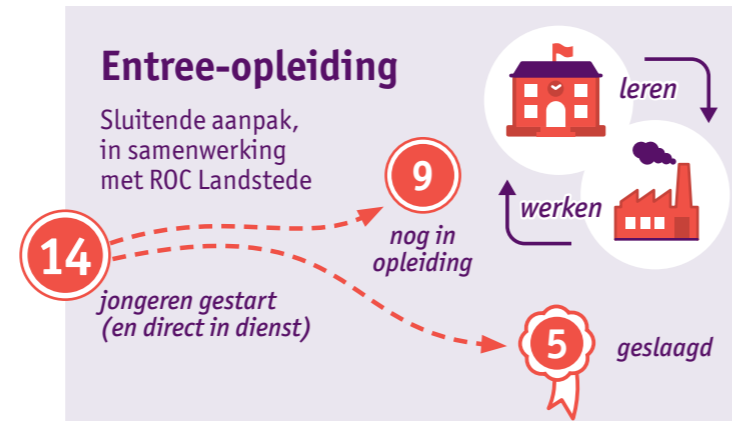 Entree-opleiding
Sluitende aanpak,
in samenwerking
met ROC Landstede
leren
werken
14
jongeren gestart
(en direct in dienst)
9
nog in
opleiding
5
geslaagd